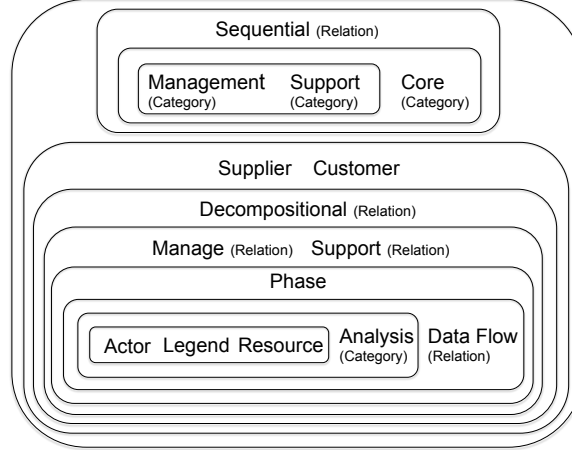 Sequential (Relation)
Management Support Core
(Category) (Category) (Category)
Supplier Customer
Decompositional (Relation)
Manage (Relation) Support (Relation)
Phase
Actor Legend Resource Analysis Data Flow
(Category) (Relation)